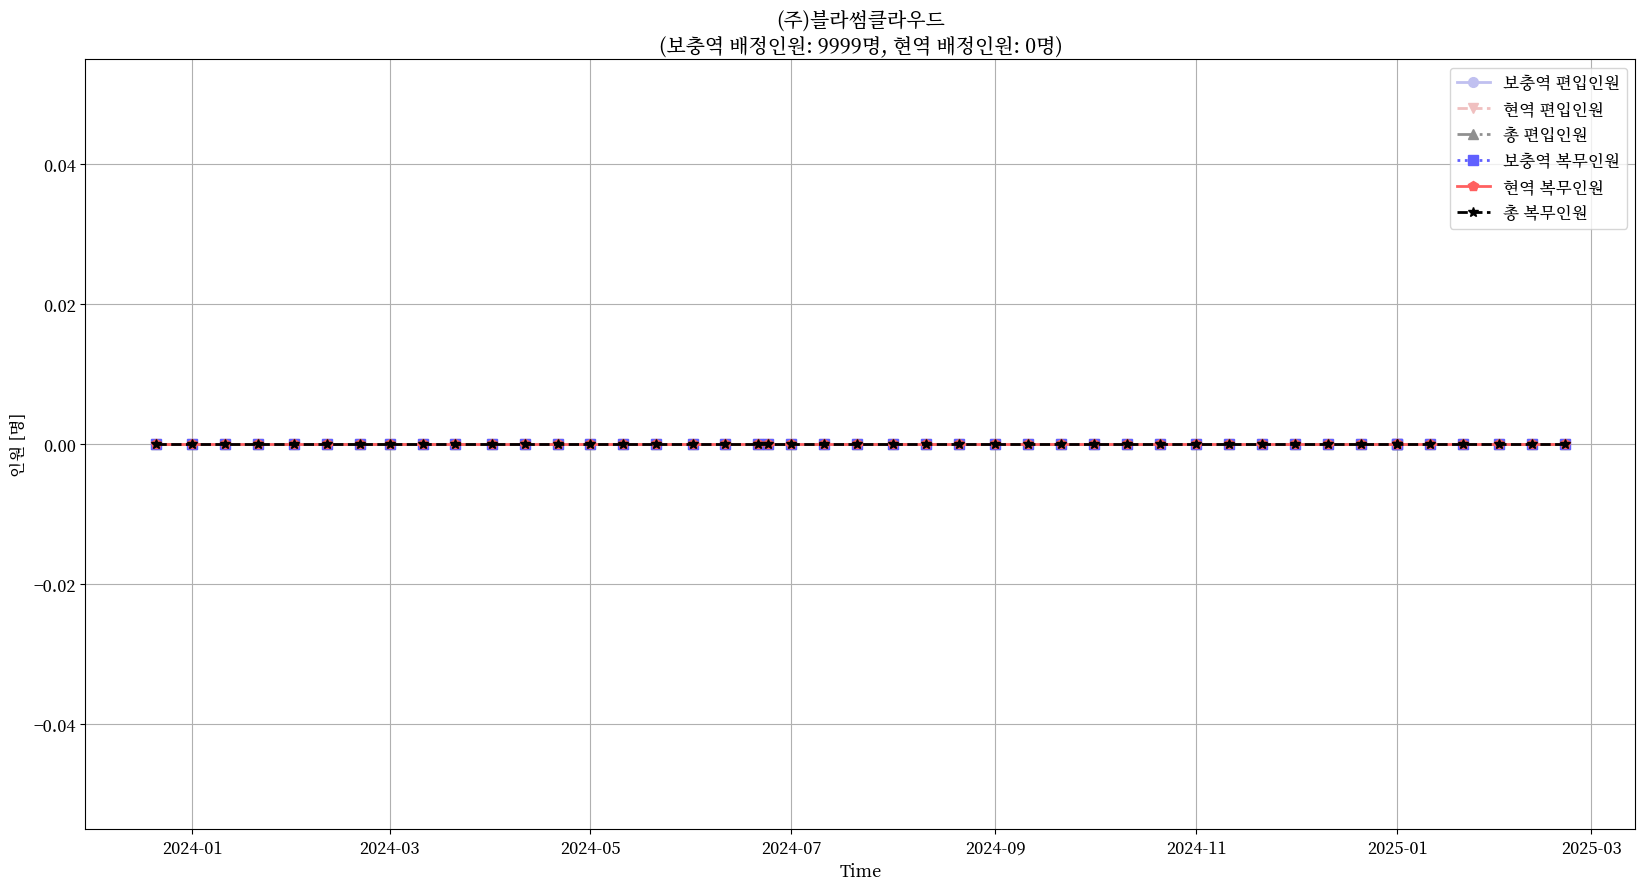 (주)블라썸클라우드
(보충역 배정인원: 9999명, 현역 배정인원: 0명)
보충역 편입인원
현역 편입인원
총 편입인원
보충역 복무인원
현역 복무인원
총 복무인원
인원 [명]
0.04
0.02
0.00
−0.02
−0.04
2024-01
2024-03
2024-05
2024-07
2024-09
2024-11
2025-01
2025-03
Time